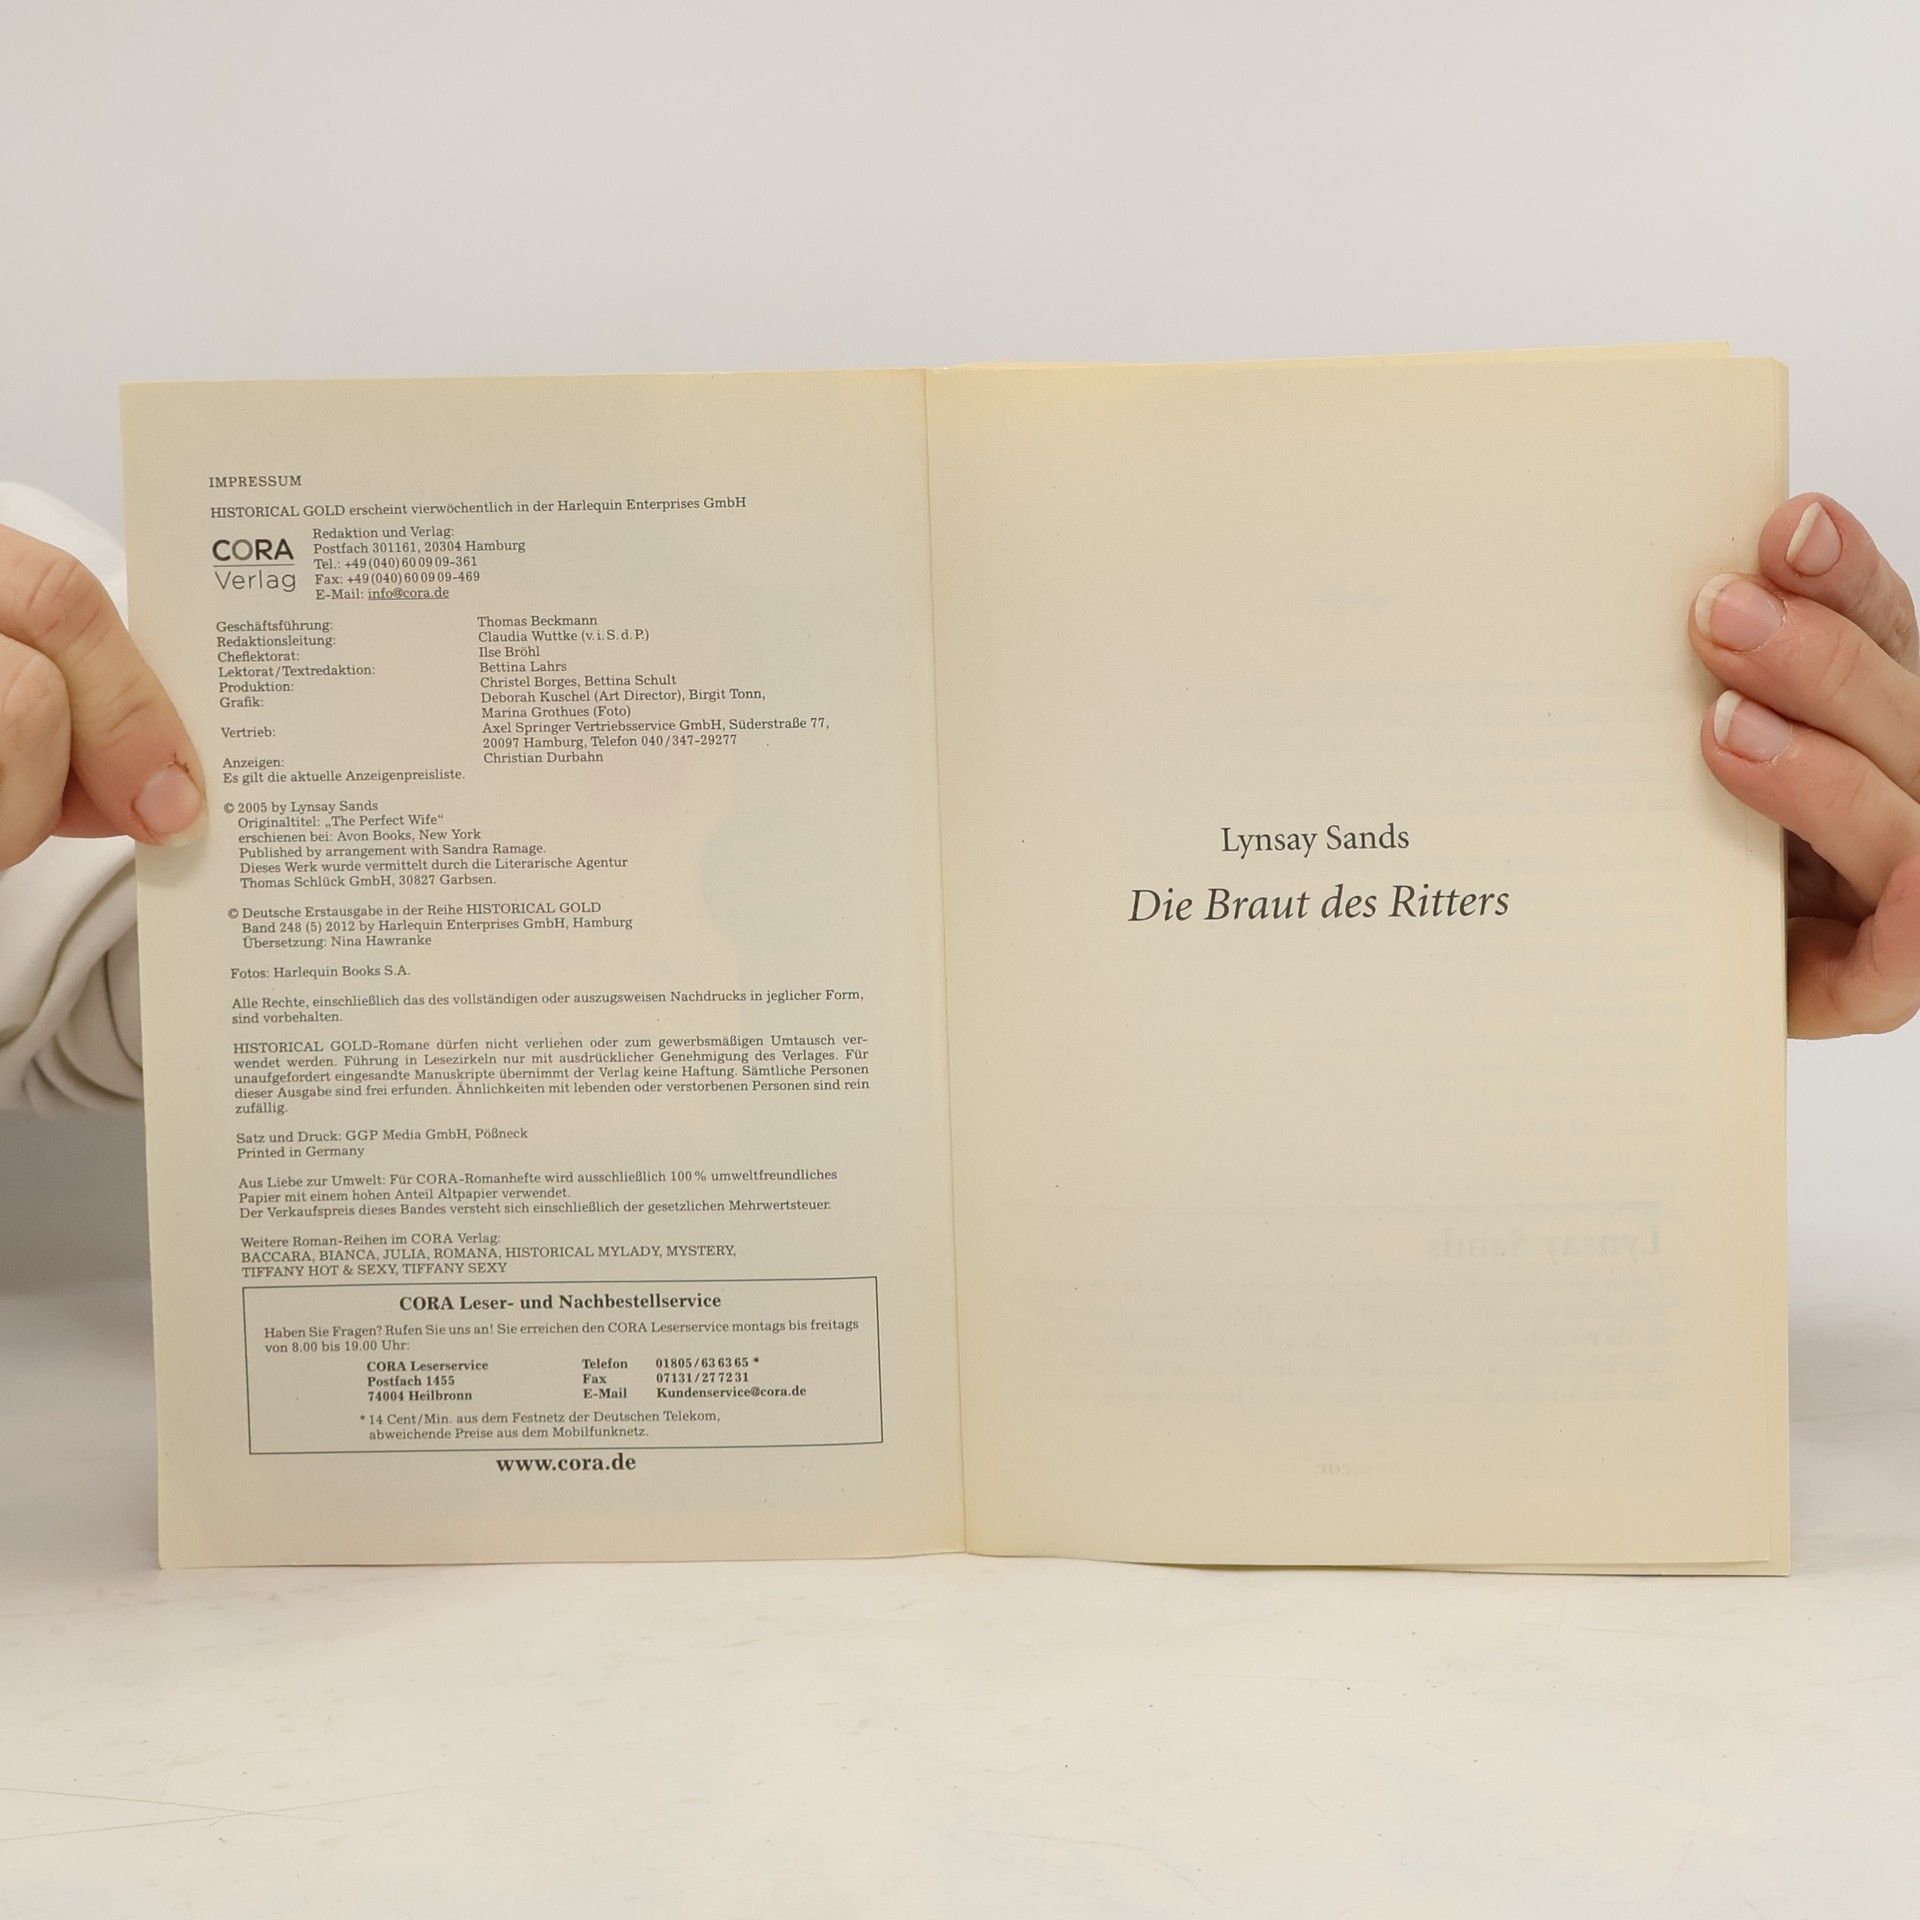 IMPRESSUM
HISTORICAL GOLD erscheint vierwöchentlich in der Harlequin Enterprises GmbH
CORA
Verlag
Redaktion und Verlag:
Postfach 301161, 20304 Hamburg
Tel.: +49(040)600909-361
Fax: +49(040)600909-469
E-Mail: info@cora.de
Geschäftsführung: Thomas Beckmann
Redaktionsleitung: Claudia Wuttke (v.i.S.d.P.)
Cheflektorat: Ilse Bröhl
Lektorat/Textredaktion: Bettina Lahrs
Produktion: Christel Borges, Bettina Schult
Grafik: Deborah Kuschel (Art Director), Birgit Tonn,
Marina Grothues (Foto)
Vertrieb: Axel Springer Vertriebsservice GmbH, Süderstraße 77,
20097 Hamburg, Telefon 040/347-29277
Anzeigen: Christian Durbahn
Es gilt die aktuelle Anzeigenpreisliste.
© 2005 by Lynsay Sands
Originaltitel: „The Perfect Wife“
erschienen bei: Avon Books, New York
Published by arrangement with Sandra Ramage.
Dieses Werk wurde vermittelt durch die Literarische Agentur
Thomas Schlück GmbH, 30827 Garbsen.
© Deutsche Erstausgabe in der Reihe HISTORICAL GOLD
Band 248 (5) 2012 by Harlequin Enterprises GmbH, Hamburg
Übersetzung: Nina Hawranke
Fotos: Harlequin Books S.A.
Alle Rechte, einschließlich das des vollständigen oder auszugsweisen Nachdrucks in jeglicher Form,
sind vorbehalten.
HISTORICAL GOLD-Romane dürfen nicht verliehen oder zum gewerbsmäßigen Umtausch ver-
wendet werden. Führung in Lesezirkeln nur mit ausdrücklicher Genehmigung des Verlages. Für
unaufgefordert eingesandte Manuskripte übernimmt der Verlag keine Haftung. Sämtliche Personen
dieser Ausgabe sind frei erfunden. Ähnlichkeiten mit lebenden oder verstorbenen Personen sind rein
zufällig.
Satz und Druck: GGP Media GmbH, Pößneck
Printed in Germany
Aus Liebe zur Umwelt: Für CORA-Romanhefte wird ausschließlich 100% umweltfreundliches
Papier mit einem hohen Anteil Altpapier verwendet.
Der Verkaufspreis dieses Bandes versteht sich einschließlich der gesetzlichen Mehrwertsteuer.
Weitere Roman-Reihen im CORA Verlag:
BACCARA, BIANCA, JULIA, ROMANA, HISTORICAL MYLADY, MYSTERY,
TIFFANY HOT & SEXY, TIFFANY SEXY
CORA Leser- und Nachbestellservice
Haben Sie Fragen? Rufen Sie uns an! Sie erreichen den CORA Leserservice montags bis freitags
von 8.00 bis 19.00 Uhr:
CORA Leserservice Telefon 01805/636365 *
Postfach 1455 Fax 07131/277231
74004 Heilbronn E-Mail Kundenservice@cora.de
* 14 Cent/Min. aus dem Festnetz der Deutschen Telekom,
abweichende Preise aus dem Mobilfunknetz.
www.cora.de
Lynsay Sands
Die Braut des Ritters